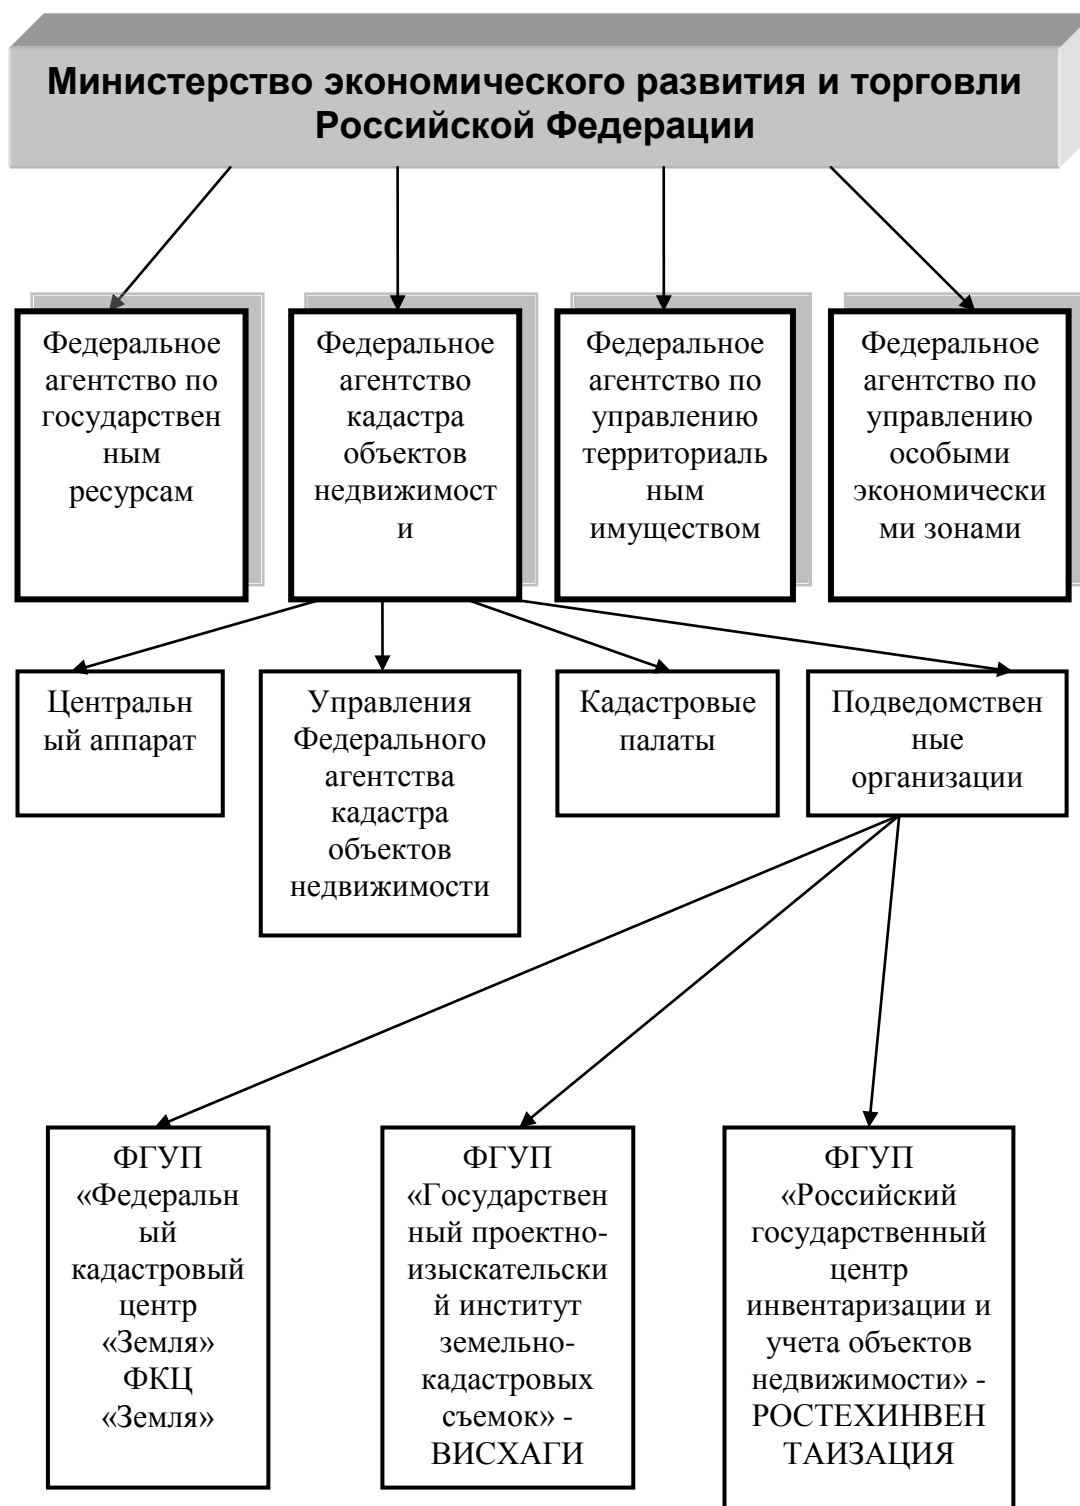 Министерство экономического развития и торговли
Российской Федерации
Федеральное
агентство по
государствен
ным
ресурсам
Федеральное
агентство
кадастра
объектов
недвижимост
и
Федеральное
агентство по
управлению
территориаль
ным
имуществом
Федеральное
агентство по
управлению
особыми
экономически
ми зонами
Центральн
ый аппарат
Управления
Федерального
агентства
кадастра
объектов
недвижимости
Кадастровые
палаты
Подведомствен
ные
организации
ФГУП
«Федеральн
ый
кадастровый
центр
«Земля»
ФКЦ
«Земля»
ФГУП
«Государствен
ный проектно-
изыскательски
й институт
земельно-
кадастровых
съемок» -
ВИСХАГИ
ФГУП
«Российский
государственный
центр
инвентаризации и
учета объектов
недвижимости» -
РОСТЕХИНВЕН
ТАИЗАЦИЯ